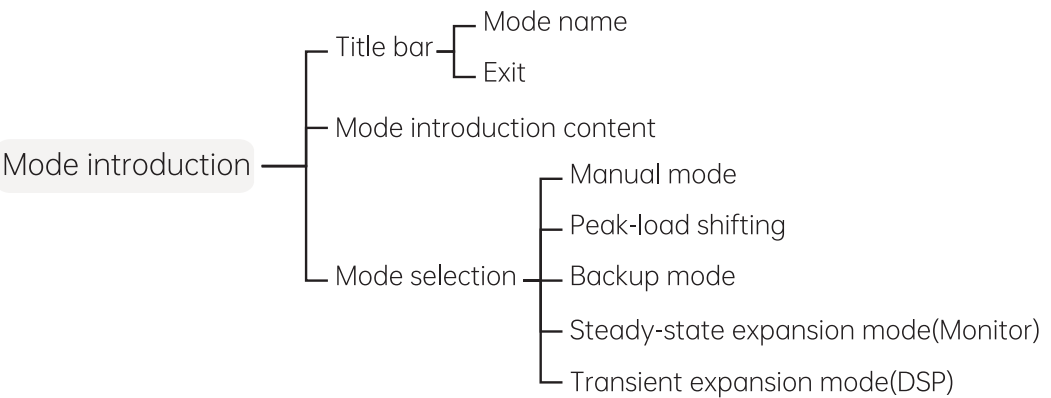 Mode introduction
Title bar
Mode name
Exit
Mode introduction content
Mode selection
Manual mode
Peak-load shifting
Backup mode
Steady-state expansion mode(Monitor)
Transient expansion mode(DSP)